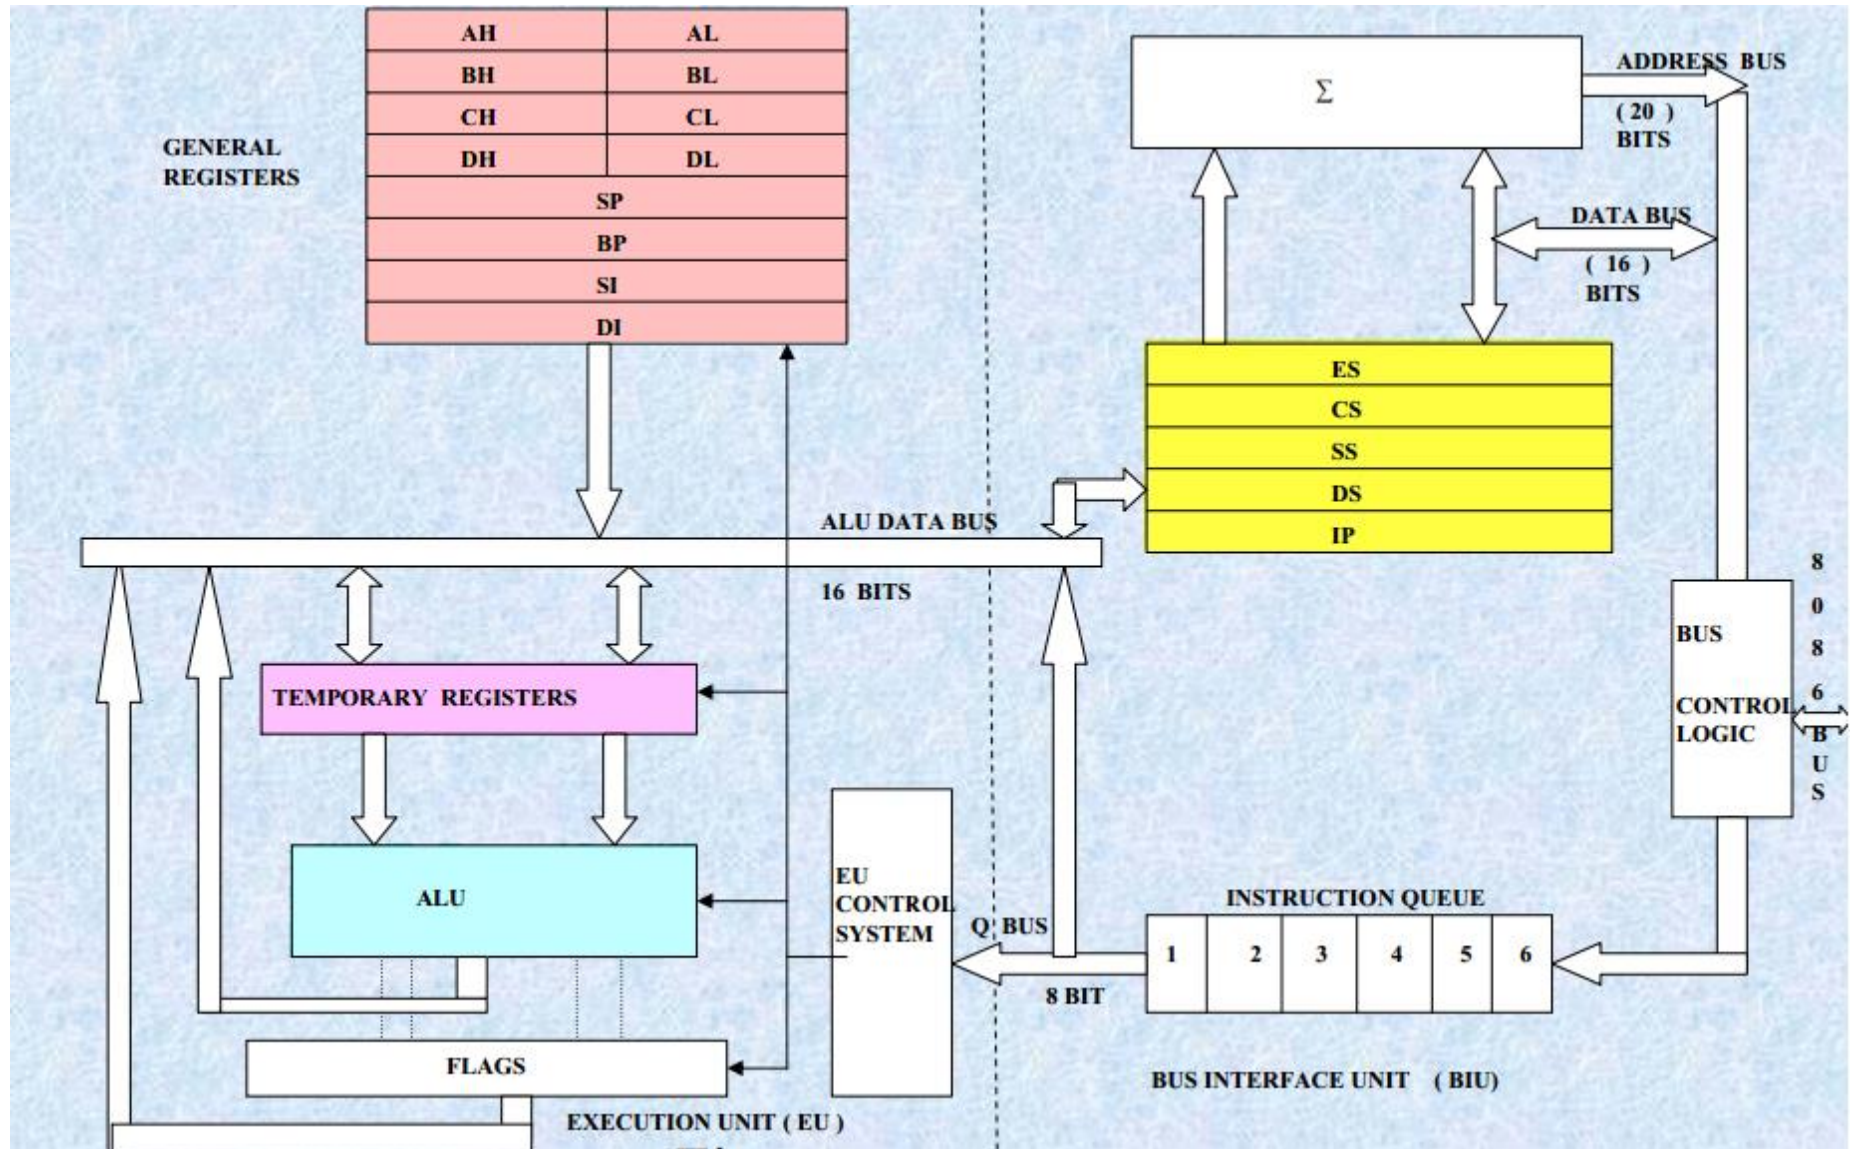 AH AL
BH BL
CH CL
DH DL
SP
BP
SI
DI
GENERAL
REGISTERS
Σ
ADDRESS BUS
( 20 )
BITS
DATA BUS
( 16 )
BITS
ES
CS
SS
DS
IP
ALU DATA BUS
16 BITS
TEMPORARY REGISTERS
ALU
FLAGS
EU
CONTROL
SYSTEM
EXECUTION UNIT ( EU )
Q BUS
8 BIT
INSTRUCTION QUEUE
1 2 3 4 5 6
BUS INTERFACE UNIT ( BIU)
BUS
CONTROL
LOGIC
8
0
8
6
B
U
S